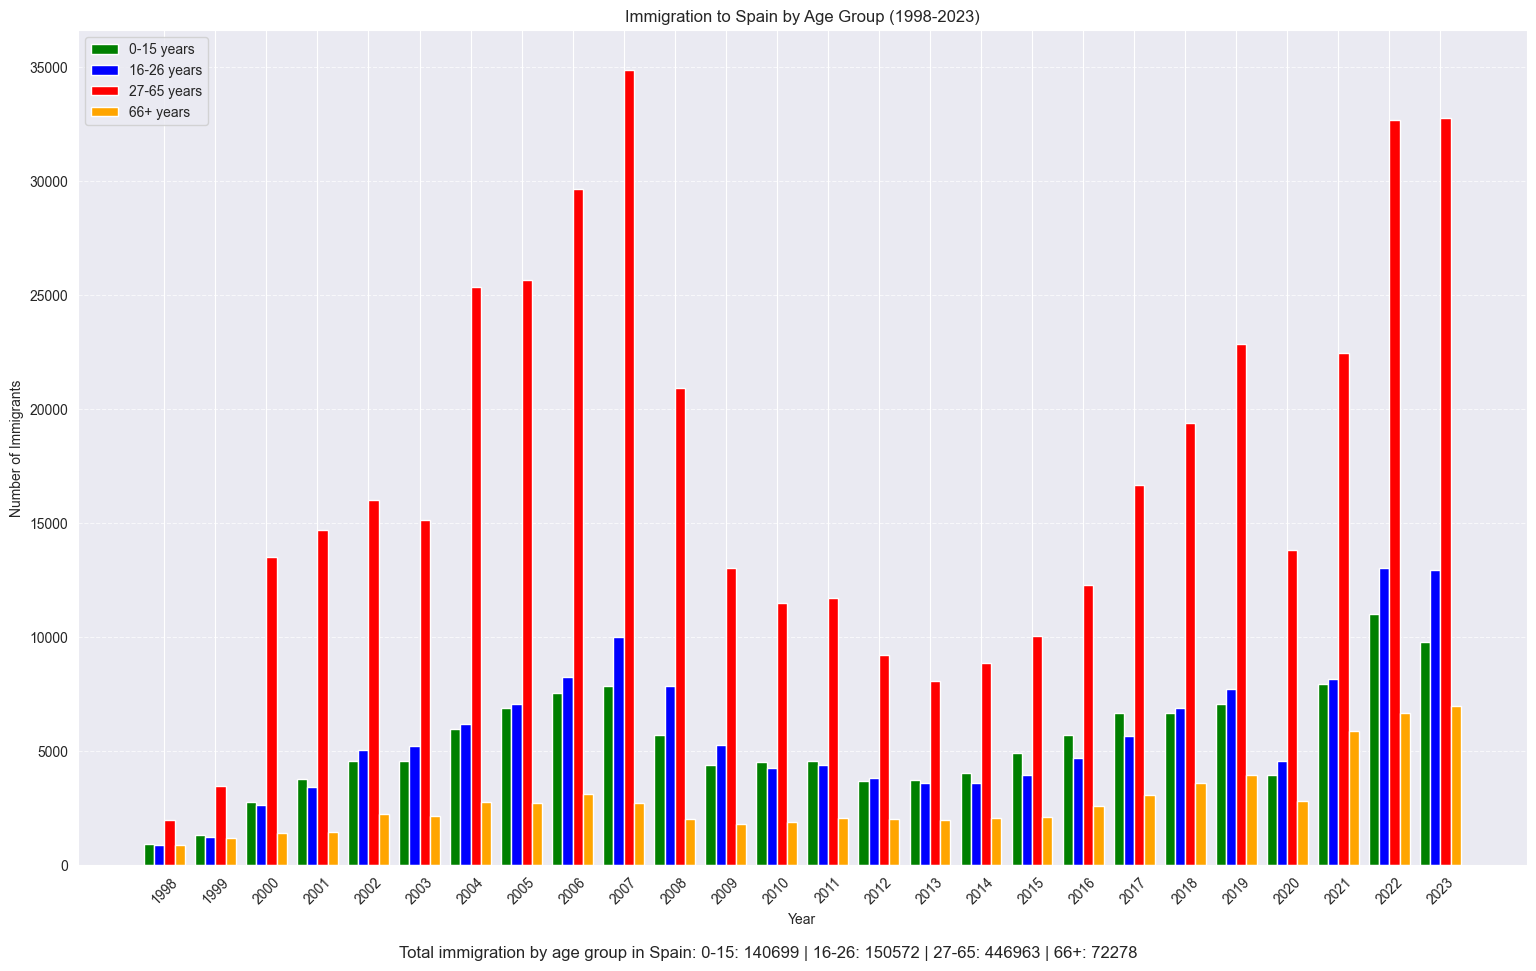 Immigration to Spain by Age Group (1998-2023)
0-15 years
16-26 years
27-65 years
66+ years
35000
30000
25000
20000
15000
10000
5000
0
Number of Immigrants
1998 1999 2000 2001 2002 2003 2004 2005 2006 2007 2008 2009 2010 2011 2012 2013 2014 2015 2016 2017 2018 2019 2020 2021 2022 2023
Year
Total immigration by age group in Spain: 0-15: 140699 | 16-26: 150572 | 27-65: 446963 | 66+: 72278